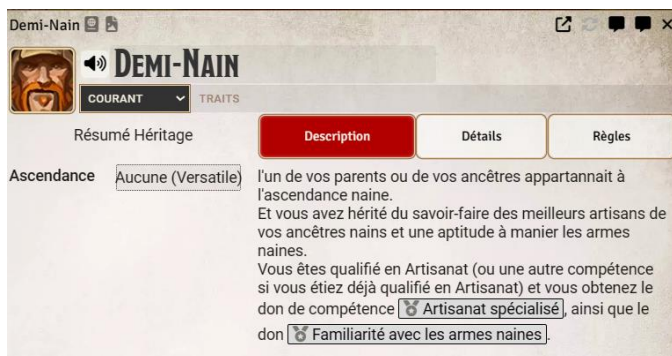 Demi-Nain
DEMI-NAIN
COURANT TRAITS
Résumé Héritage
Description Détails Règles
Ascendance Aucune (Versatile)
l'un de vos parents ou de vos ancêtres appartannait à
l'ascendance naine.
Et vous avez hérité du savoir-faire des meilleurs artisans de
vos ancêtres nains et une aptitude à manier les armes
naines.
Vous êtes qualifié en Artisanat (ou une autre compétence
si vous étiez déjà qualifié en Artisanat) et vous obtenez le
don de compétence Artisanat spécialisé, ainsi que le
don Familiarité avec les armes naines.